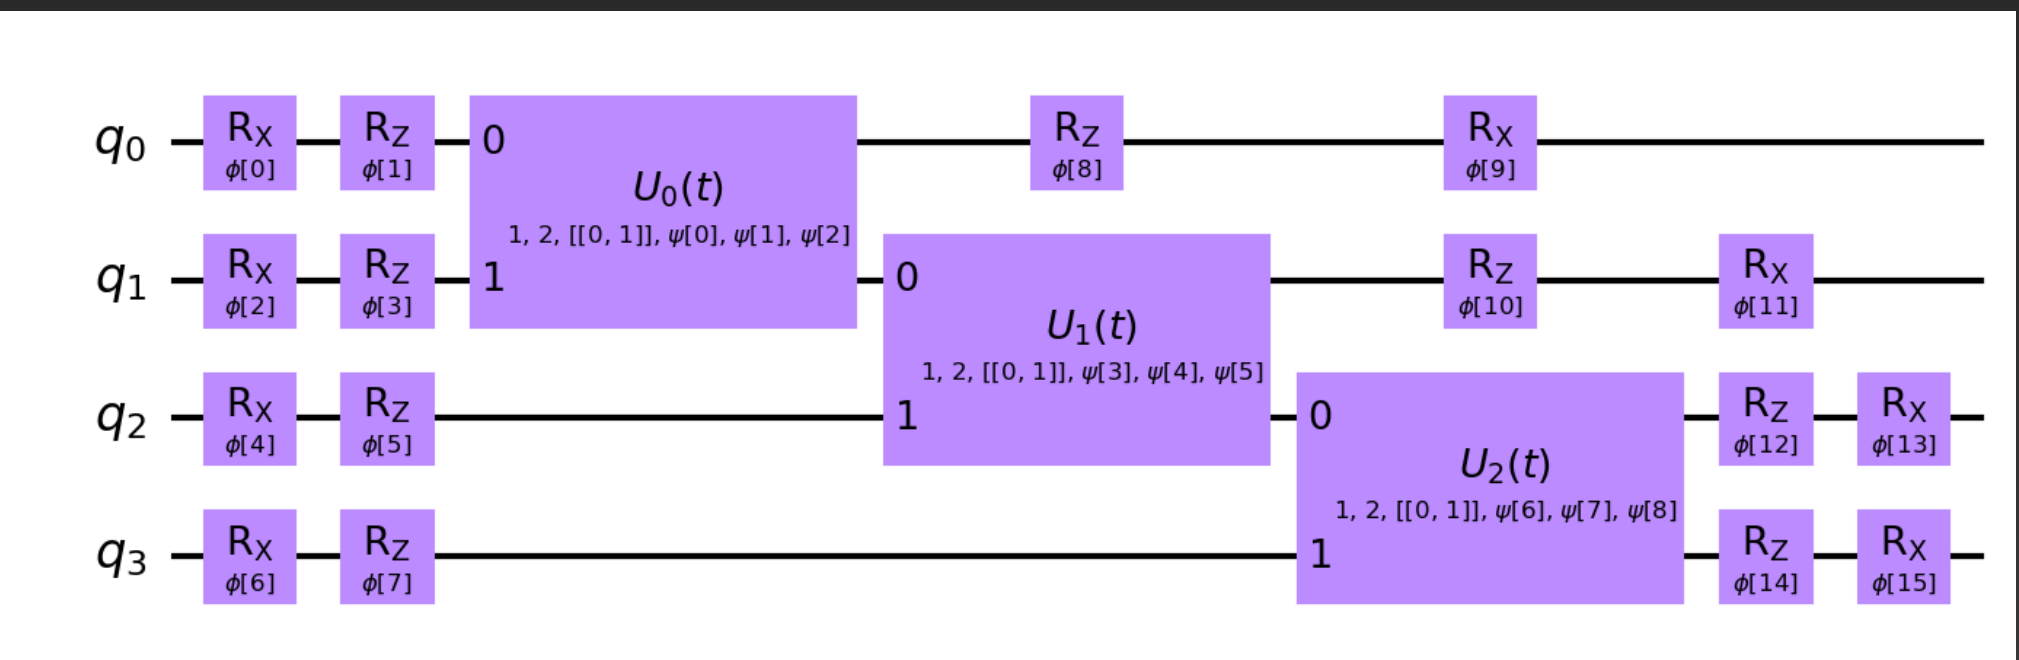 q0 RX RZ 0 RZ RX
ϕ[0] ϕ[1] ϕ[8] ϕ[9]
U0(t)
1, 2, [[0, 1]], ψ[0], ψ[1], ψ[2]
q1 RX RZ 1 0 RZ RX
ϕ[2] ϕ[3] ϕ[10] ϕ[11]
U1(t)
1, 2, [[0, 1]], ψ[3], ψ[4], ψ[5]
q2 RX RZ 1 0 RZ RX
ϕ[4] ϕ[5] ϕ[12] ϕ[13]
U2(t)
1, 2, [[0, 1]], ψ[6], ψ[7], ψ[8]
q3 RX RZ 1 RZ RX
ϕ[6] ϕ[7] ϕ[14] ϕ[15]